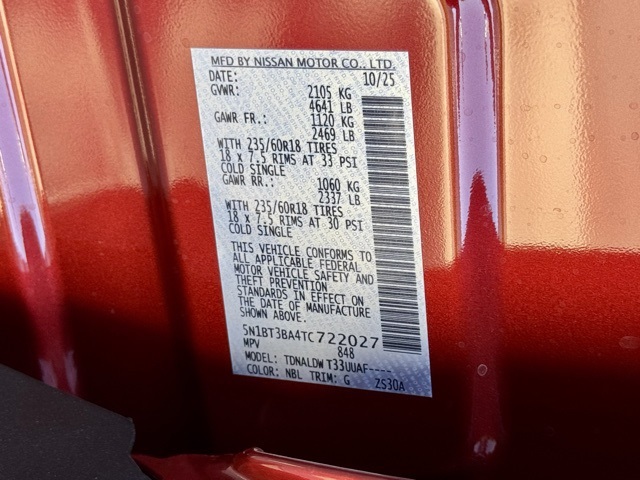 MFD BY NISSAN MOTOR CO., LTD.
DATE: 10/25
GVWR: 2105 KG
4641 LB
GAWR FR.: 1120 KG
2469 LB
WITH 235/60R18 TIRES
18 x 7.5 RIMS AT 33 PSI
COLD SINGLE
GAWR RR.: 1060 KG
2337 LB
WITH 235/60R18 TIRES
18 x 7.5 RIMS AT 30 PSI
COLD SINGLE
THIS VEHICLE CONFORMS TO
ALL APPLICABLE FEDERAL
MOTOR VEHICLE SAFETY AND
THEFT PREVENTION
STANDARDS IN EFFECT ON
THE DATE OF MANUFACTURE
SHOWN ABOVE.
5N1BT3BA4TC722027
MPV 848
MODEL: TDNALDW T33UUAF----
COLOR: NBL TRIM: G ZS30A